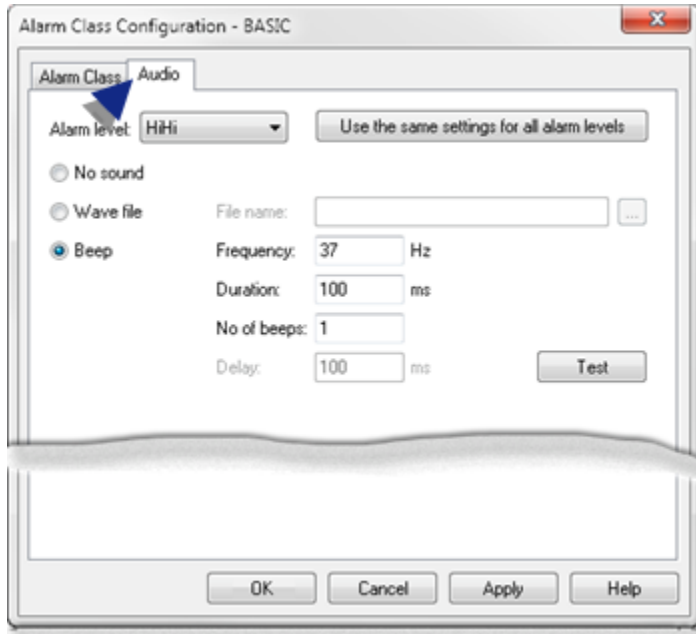 Alarm Class Configuration - BASIC
Alarm Class Audio
Alarm level: HiHi Use the same settings for all alarm levels
No sound
Wave file File name: ...
Beep Frequency: 37 Hz
Duration: 100 ms
No of beeps: 1
Delay: 100 ms Test
OK Cancel Apply Help